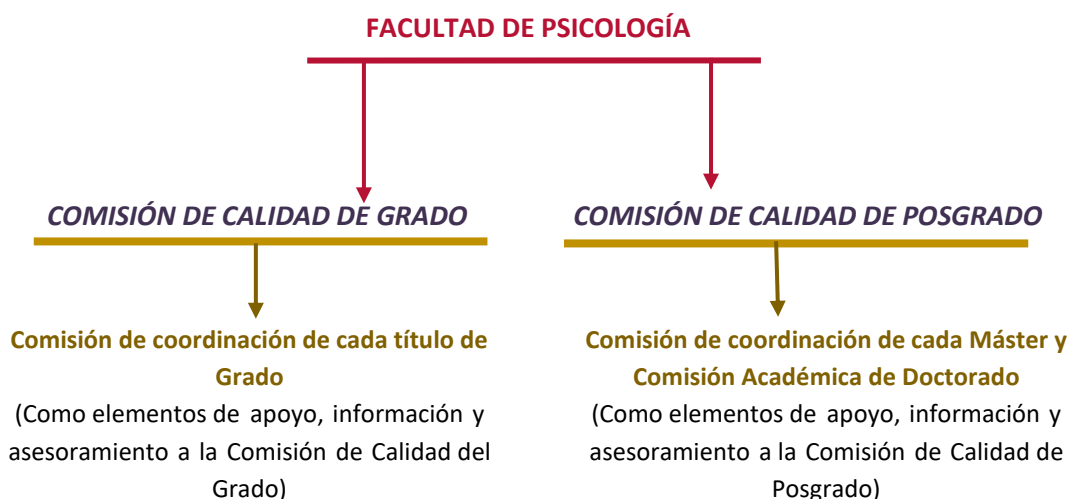 FACULTAD DE PSICOLOGÍA
COMISIÓN DE CALIDAD DE GRADO
COMISIÓN DE CALIDAD DE POSGRADO
Comisión de coordinación de cada título de
Grado
(Como elementos de apoyo, información y
asesoramiento a la Comisión de Calidad del
Grado)
Comisión de coordinación de cada Máster y
Comisión Académica de Doctorado
(Como elementos de apoyo, información y
asesoramiento a la Comisión de Calidad de
Posgrado)